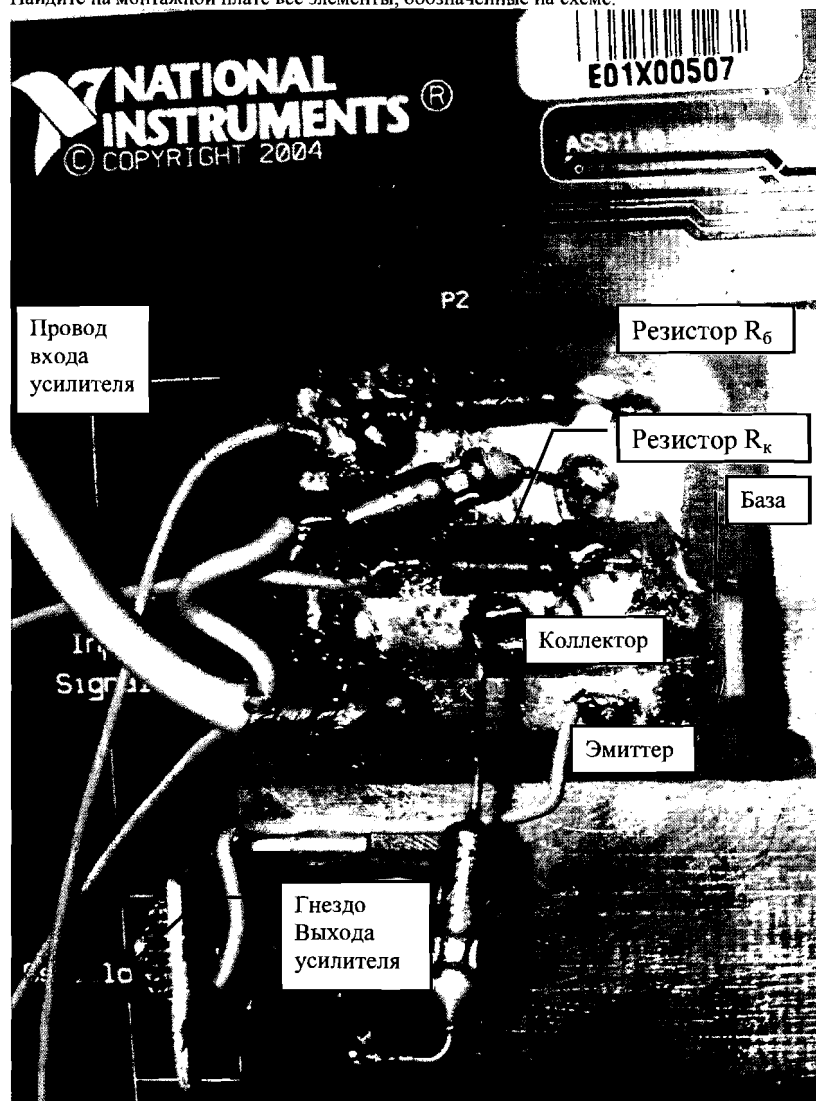 Найдите на монтажной плате все элементы, обозначенные на схеме.
E01X00507
NATIONAL
INSTRUMENTS ®
© COPYRIGHT 2004
P2
Провод
входа
усилителя
Резистор Rб
Резистор Rк
База
Коллектор
Эмиттер
Гнездо
Выхода
усилителя